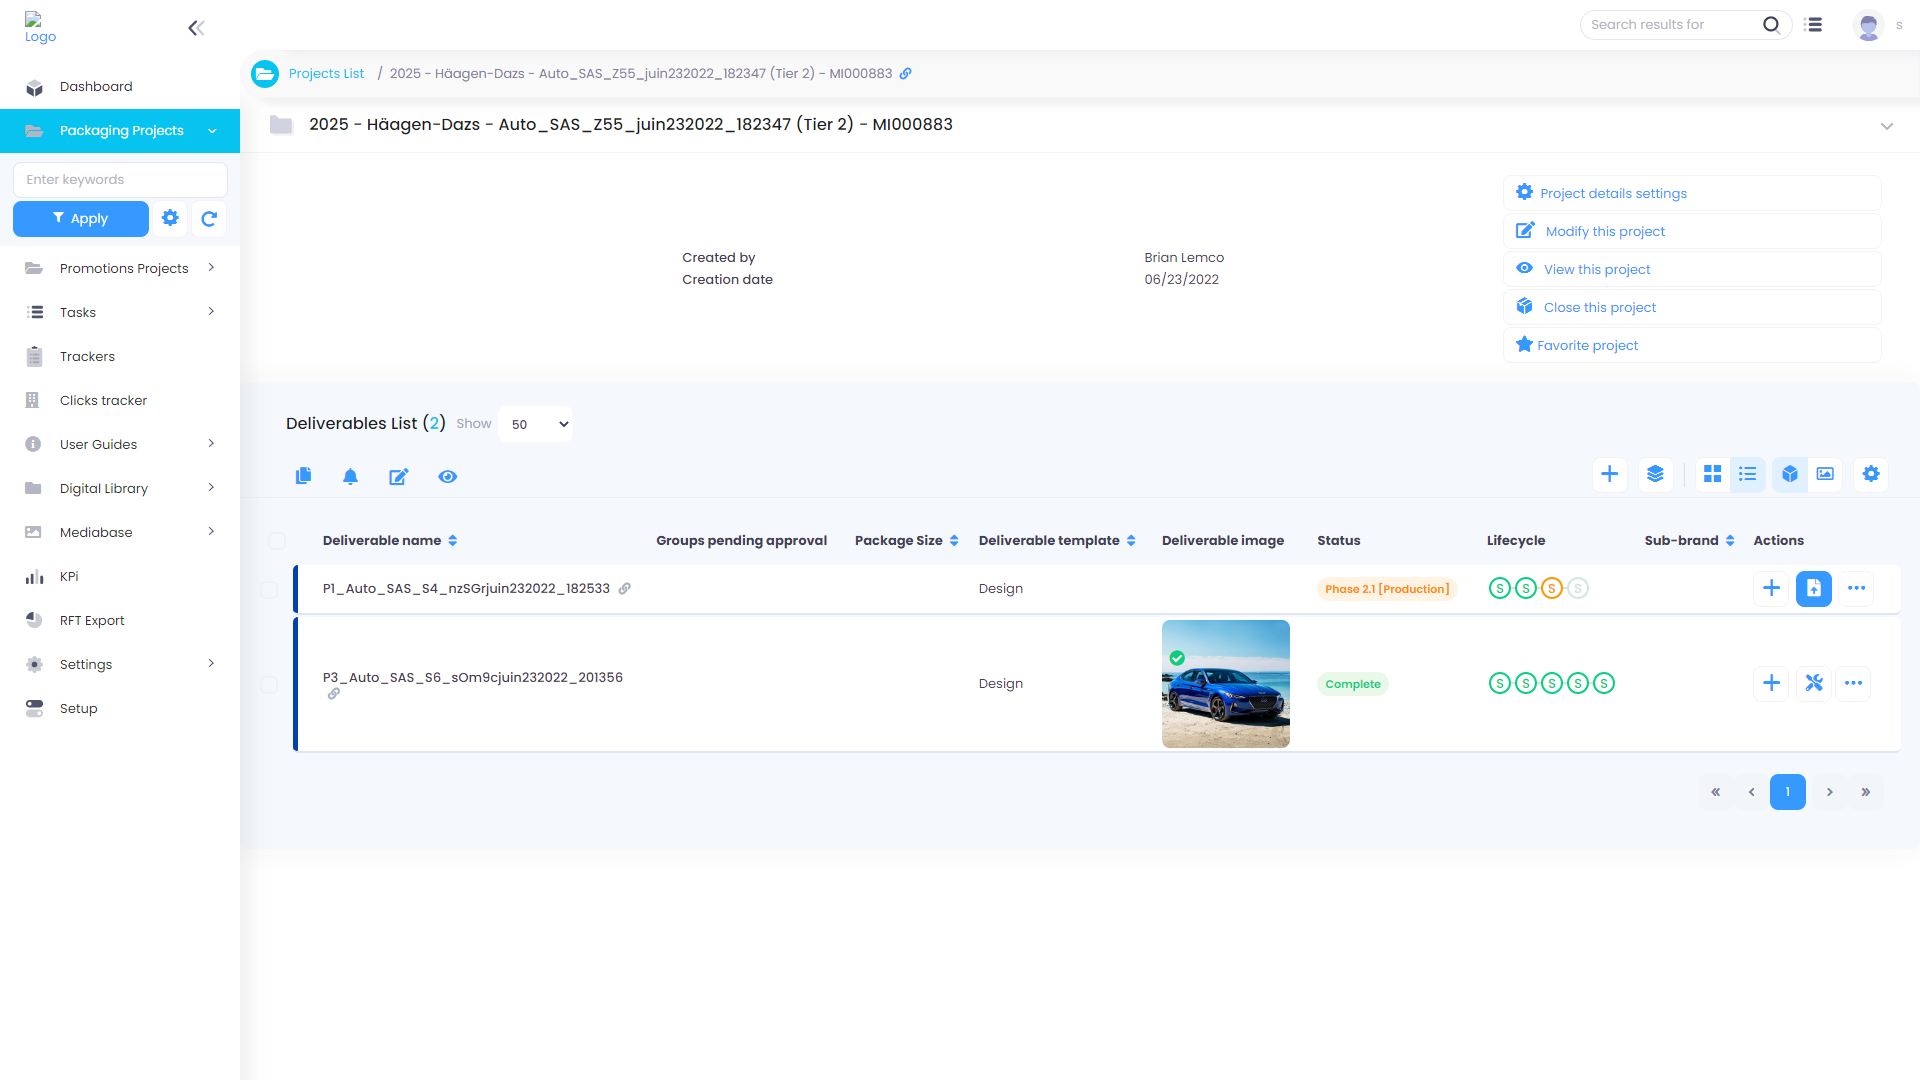 Logo
Search results for
s
Dashboard
Packaging Projects
Enter keywords
Apply
Promotions Projects
Tasks
Trackers
Clicks tracker
User Guides
Digital Library
Mediabase
KPi
RFT Export
Settings
Setup
Projects List / 2025 - Häagen-Dazs - Auto_SAS_Z55_juin232022_182347 (Tier 2) - MI000883
2025 - Häagen-Dazs - Auto_SAS_Z55_juin232022_182347 (Tier 2) - MI000883
Created by Brian Lemco
Creation date 06/23/2022
Project details settings
Modify this project
View this project
Close this project
Favorite project
Deliverables List (2) Show 50
Deliverable name Groups pending approval Package Size Deliverable template Deliverable image Status Lifecycle Sub-brand Actions
P1_Auto_SAS_S4_nzSGrjuin232022_182533 Design Phase 2.1 [Production] S S S S
P3_Auto_SAS_S6_sOm9cjuin232022_201356 Design Complete S S S S S
« ‹ 1 › »